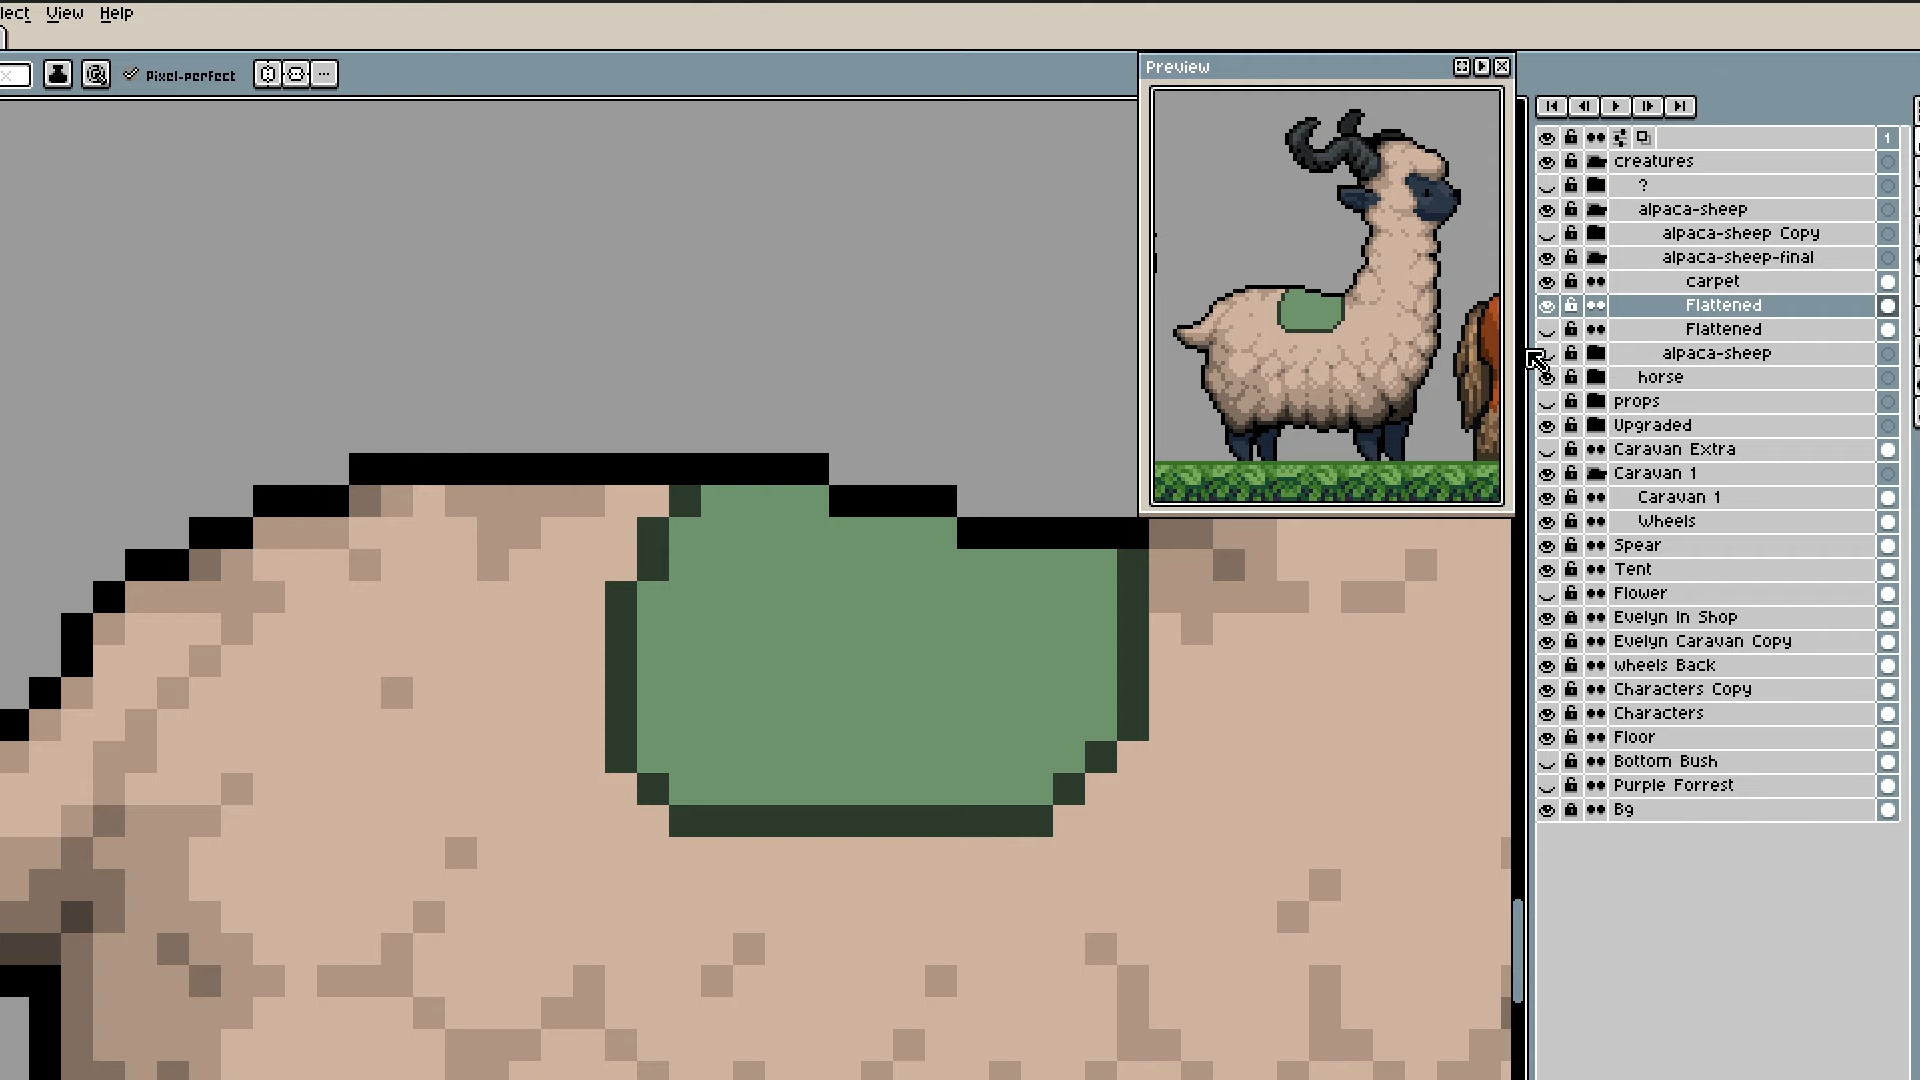 lect View Help
Pixel-perfect
Preview
1
creatures
?
alpaca-sheep
alpaca-sheep Copy
alpaca-sheep-final
carpet
Flattened
Flattened
alpaca-sheep
horse
props
Upgraded
Caravan Extra
Caravan 1
Caravan 1
Wheels
Spear
Tent
Flower
Evelyn In Shop
Evelyn Caravan Copy
wheels Back
Characters Copy
Characters
Floor
Bottom Bush
Purple Forrest
Bg